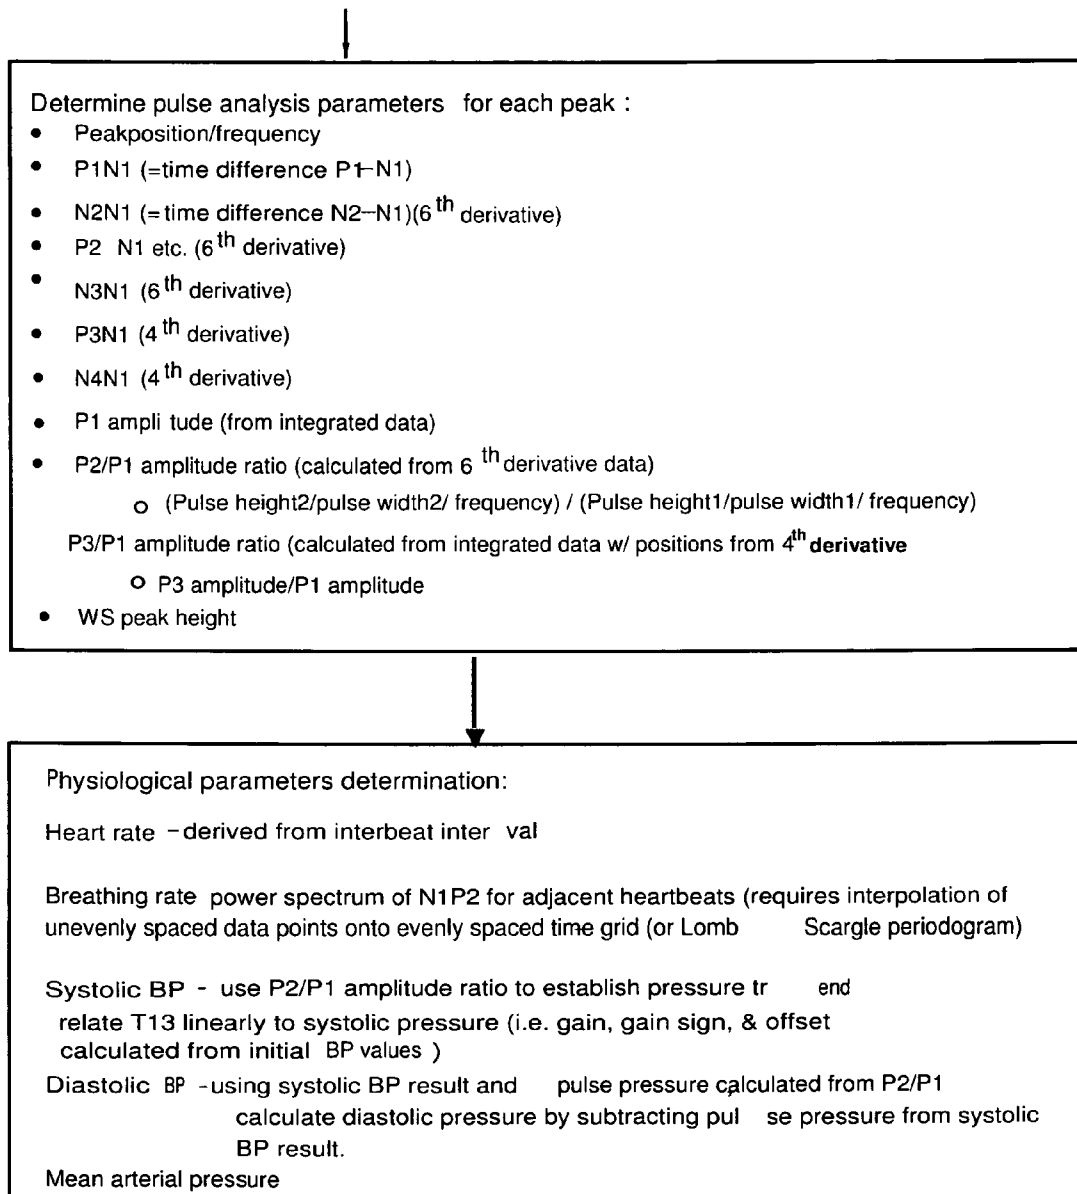 Determine pulse analysis parameters for each peak :
• Peakposition/frequency
• P1N1 (=time difference P1–N1)
• N2N1 (=time difference N2–N1)(6th derivative)
• P2 N1 etc. (6th derivative)
• N3N1 (6th derivative)
• P3N1 (4th derivative)
• N4N1 (4th derivative)
• P1 ampli tude (from integrated data)
• P2/P1 amplitude ratio (calculated from 6th derivative data)
o (Pulse height2/pulse width2/ frequency) / (Pulse height1/pulse width1/ frequency)
P3/P1 amplitude ratio (calculated from integrated data w/ positions from 4th derivative
o P3 amplitude/P1 amplitude
• WS peak height
Physiological parameters determination:
Heart rate –derived from interbeat inter val
Breathing rate power spectrum of N1P2 for adjacent heartbeats (requires interpolation of
unevenly spaced data points onto evenly spaced time grid (or Lomb Scargle periodogram)
Systolic BP - use P2/P1 amplitude ratio to establish pressure tr end
relate T13 linearly to systolic pressure (i.e. gain, gain sign, & offset
calculated from initial BP values )
Diastolic BP -using systolic BP result and pulse pressure calculated from P2/P1
calculate diastolic pressure by subtracting pul se pressure from systolic
BP result.
Mean arterial pressure